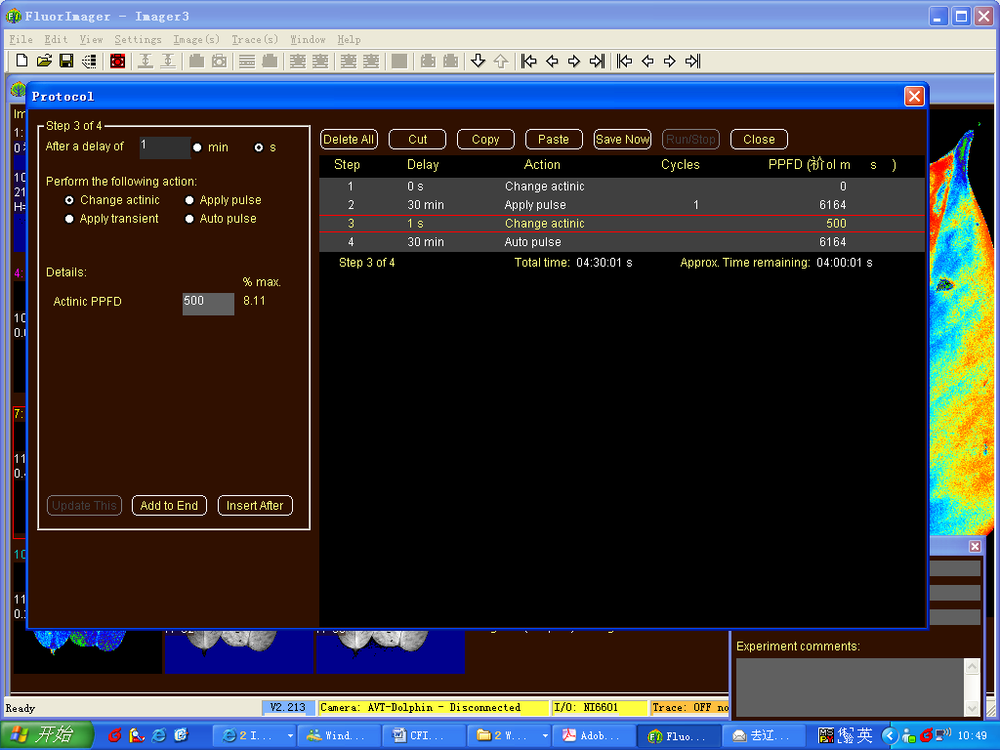 FluorImager - Imager3
File Edit View Settings Image(s) Trace(s) Window Help
Protocol
Step 3 of 4
After a delay of 1 min s
Perform the following action:
Change actinic Apply pulse
Apply transient Auto pulse
Details:
% max.
Actinic PPFD 500 8.11
Update This Add to End Insert After
Delete All Cut Copy Paste Save Now Run/Stop Close
Step Delay Action Cycles PPFD (祄ol m s )
1 0 s Change actinic 0
2 30 min Apply pulse 1 6164
3 1 s Change actinic 500
4 30 min Auto pulse 6164
Step 3 of 4 Total time: 04:30:01 s Approx. Time remaining: 04:00:01 s
Im
1:
0
10
21
H=
4:
10
0.
7:
11
0.
10
11
0.
Experiment comments:
Ready V2.213 Camera: AVT-Dolphin - Disconnected I/O: NI6601 Trace: OFF no
开始 2 I... Wind... CFI... 2 W... Adob... Fluo... 去辽... 英 10:49